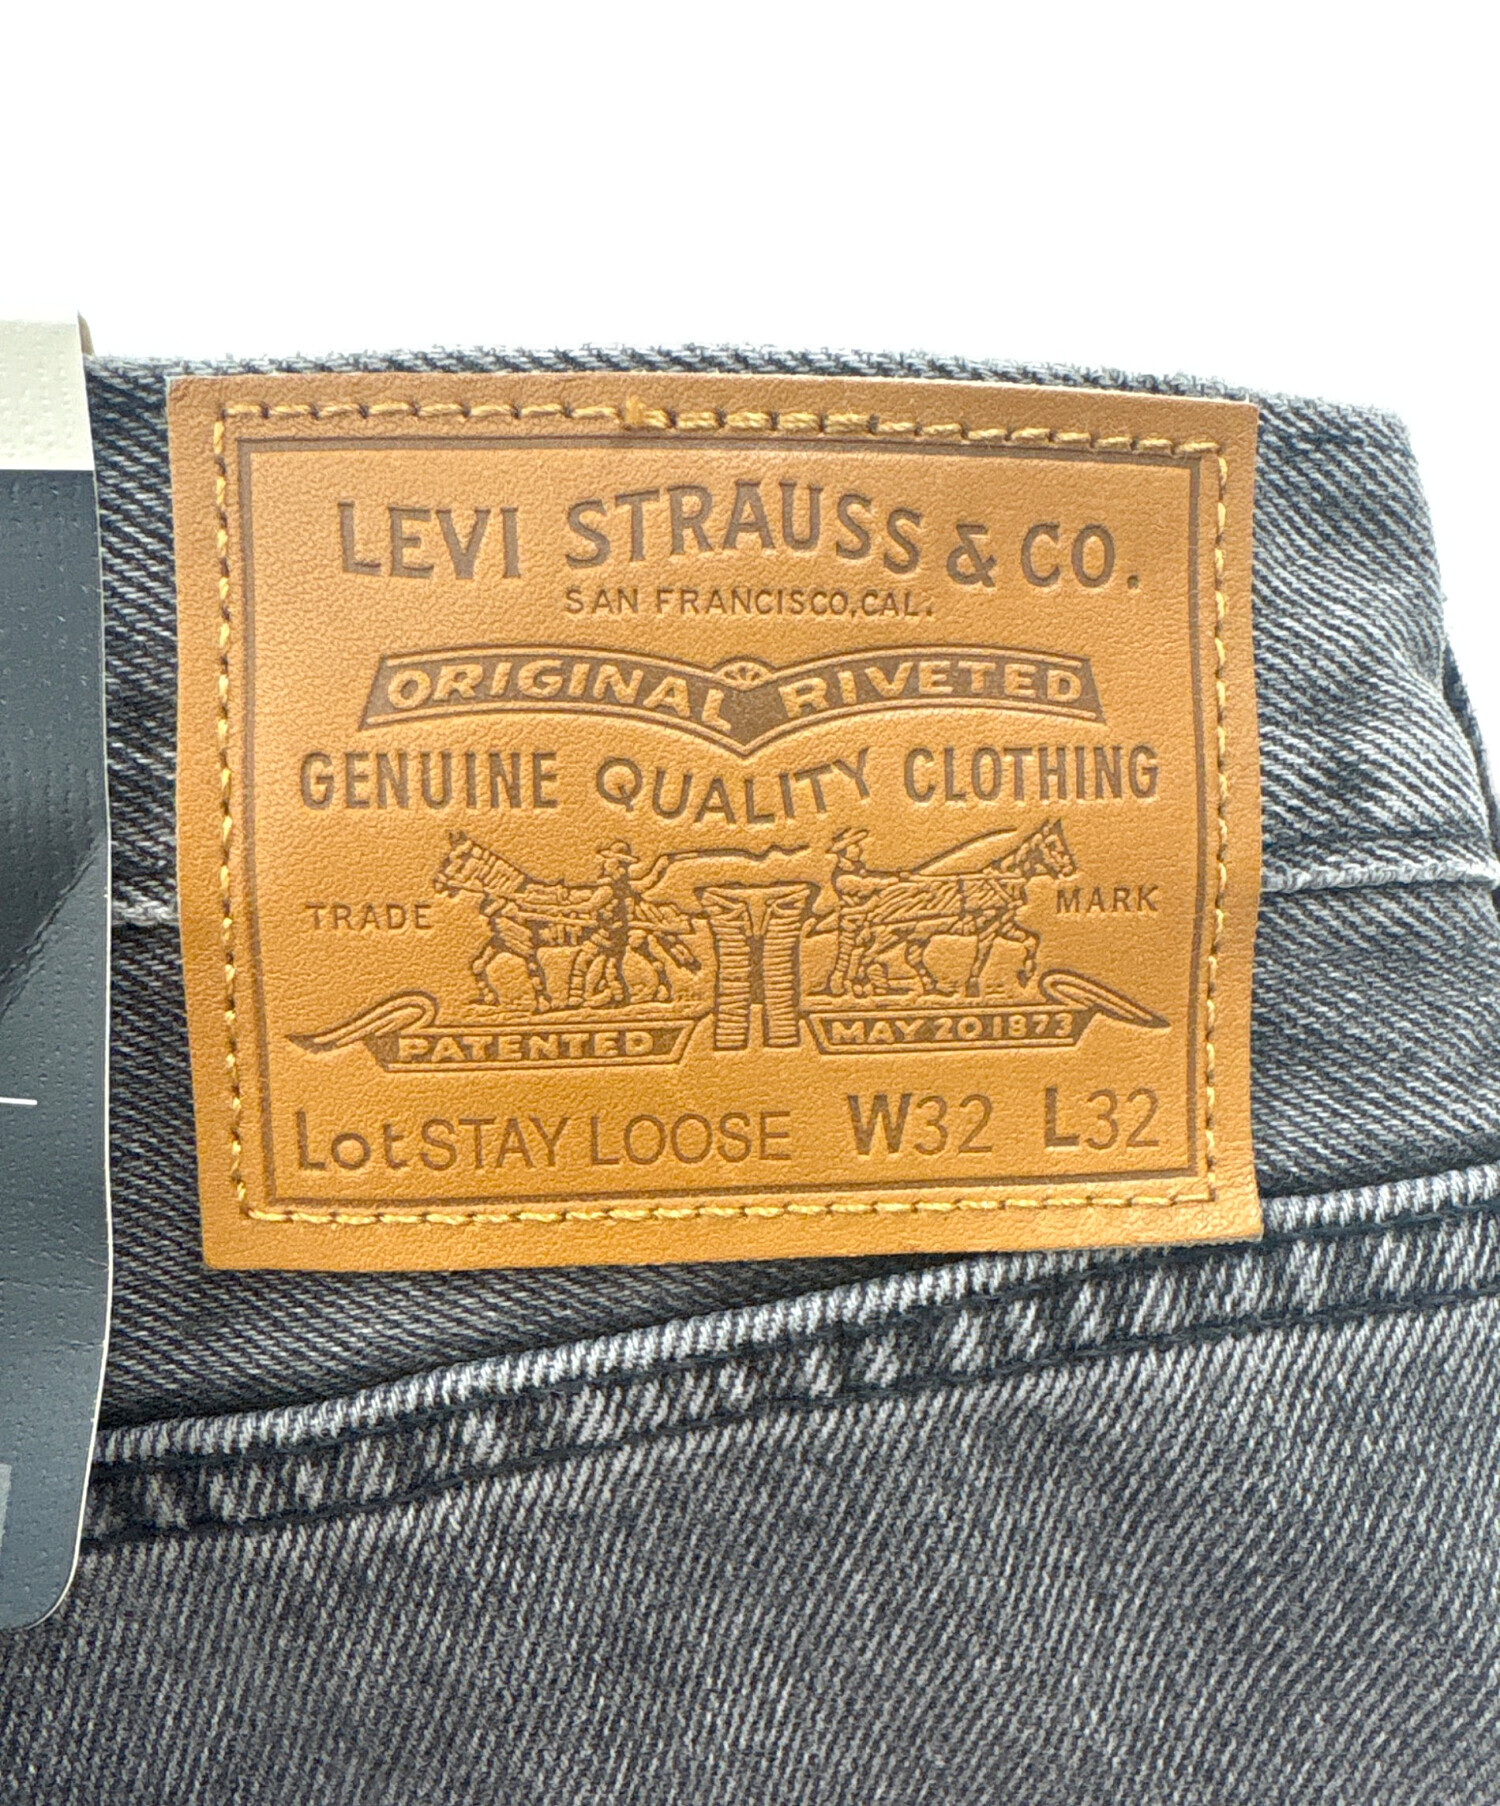 LEVI STRAUSS & CO.
SAN FRANCISCO,CAL.
ORIGINAL RIVETED
GENUINE QUALITY CLOTHING
TRADE MARK
PATENTED MAY 20 1873
Lot STAY LOOSE W32 L32